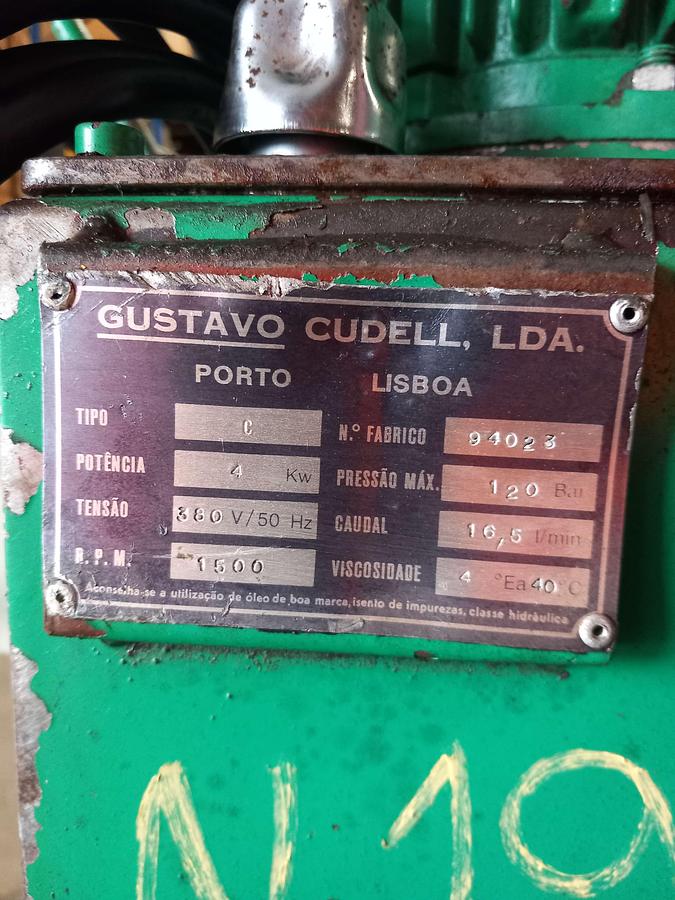 GUSTAVO CUDELL, LDA.
PORTO LISBOA
TIPO C
N.º FABRICO 94023
POTÊNCIA 4 Kw
PRESSÃO MÁX. 120 Bar
TENSÃO 380 V/50 Hz
CAUDAL 16,5 l/min
R.P.M. 1500
VISCOSIDADE 4 °Ea 40 °C
Aconselha-se a utilização de óleo de boa marca, isento de impurezas, classe hidráulica
N 19